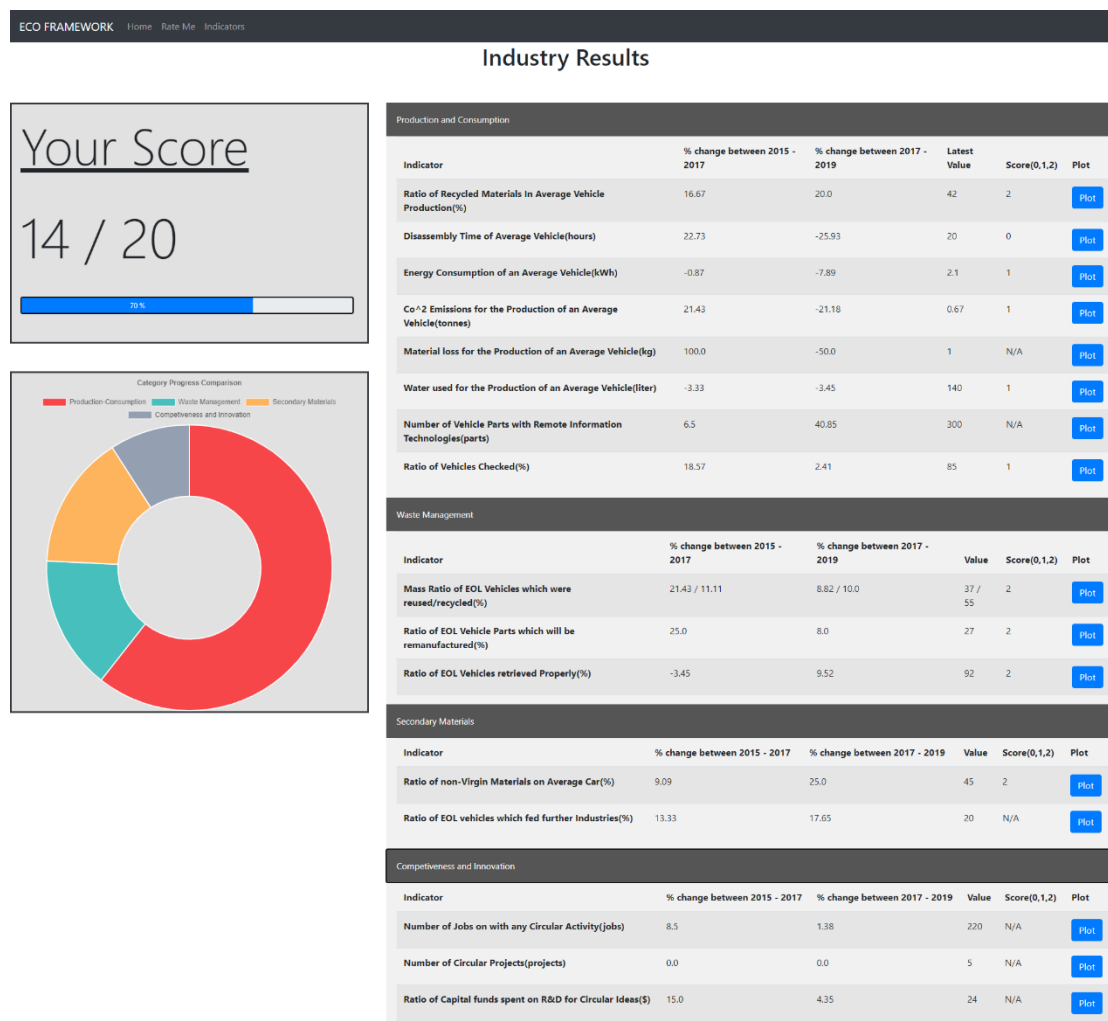 ECO FRAMEWORK Home Rate Me Indicators
Industry Results
Your Score
14 / 20
70 %
Category Progress Comparison
Production-Consumption Waste Management Secondary Materials
Competiveness and Innovation
Production and Consumption
Indicator % change between 2015 - 2017 % change between 2017 - 2019 Latest Value Score(0,1,2) Plot
Ratio of Recycled Materials In Average Vehicle Production(%) 16.67 20.0 42 2 Plot
Disassembly Time of Average Vehicle(hours) 22.73 -25.93 20 0 Plot
Energy Consumption of an Average Vehicle(kWh) -0.87 -7.89 2.1 1 Plot
Co^2 Emissions for the Production of an Average Vehicle(tonnes) 21.43 -21.18 0.67 1 Plot
Material loss for the Production of an Average Vehicle(kg) 100.0 -50.0 1 N/A Plot
Water used for the Production of an Average Vehicle(liter) -3.33 -3.45 140 1 Plot
Number of Vehicle Parts with Remote Information Technologies(parts) 6.5 40.85 300 N/A Plot
Ratio of Vehicles Checked(%) 18.57 2.41 85 1 Plot
Waste Management
Indicator % change between 2015 - 2017 % change between 2017 - 2019 Value Score(0,1,2) Plot
Mass Ratio of EOL Vehicles which were reused/recycled(%) 21.43 / 11.11 8.82 / 10.0 37 / 55 2 Plot
Ratio of EOL Vehicle Parts which will be remanufactured(%) 25.0 8.0 27 2 Plot
Ratio of EOL Vehicles retrieved Properly(%) -3.45 9.52 92 2 Plot
Secondary Materials
Indicator % change between 2015 - 2017 % change between 2017 - 2019 Value Score(0,1,2) Plot
Ratio of non-Virgin Materials on Average Car(%) 9.09 25.0 45 2 Plot
Ratio of EOL vehicles which fed further Industries(%) 13.33 17.65 20 N/A Plot
Competiveness and Innovation
Indicator % change between 2015 - 2017 % change between 2017 - 2019 Value Score(0,1,2) Plot
Number of Jobs on with any Circular Activity(jobs) 8.5 1.38 220 N/A Plot
Number of Circular Projects(projects) 0.0 0.0 5 N/A Plot
Ratio of Capital funds spent on R&D for Circular Ideas($) 15.0 4.35 24 N/A Plot